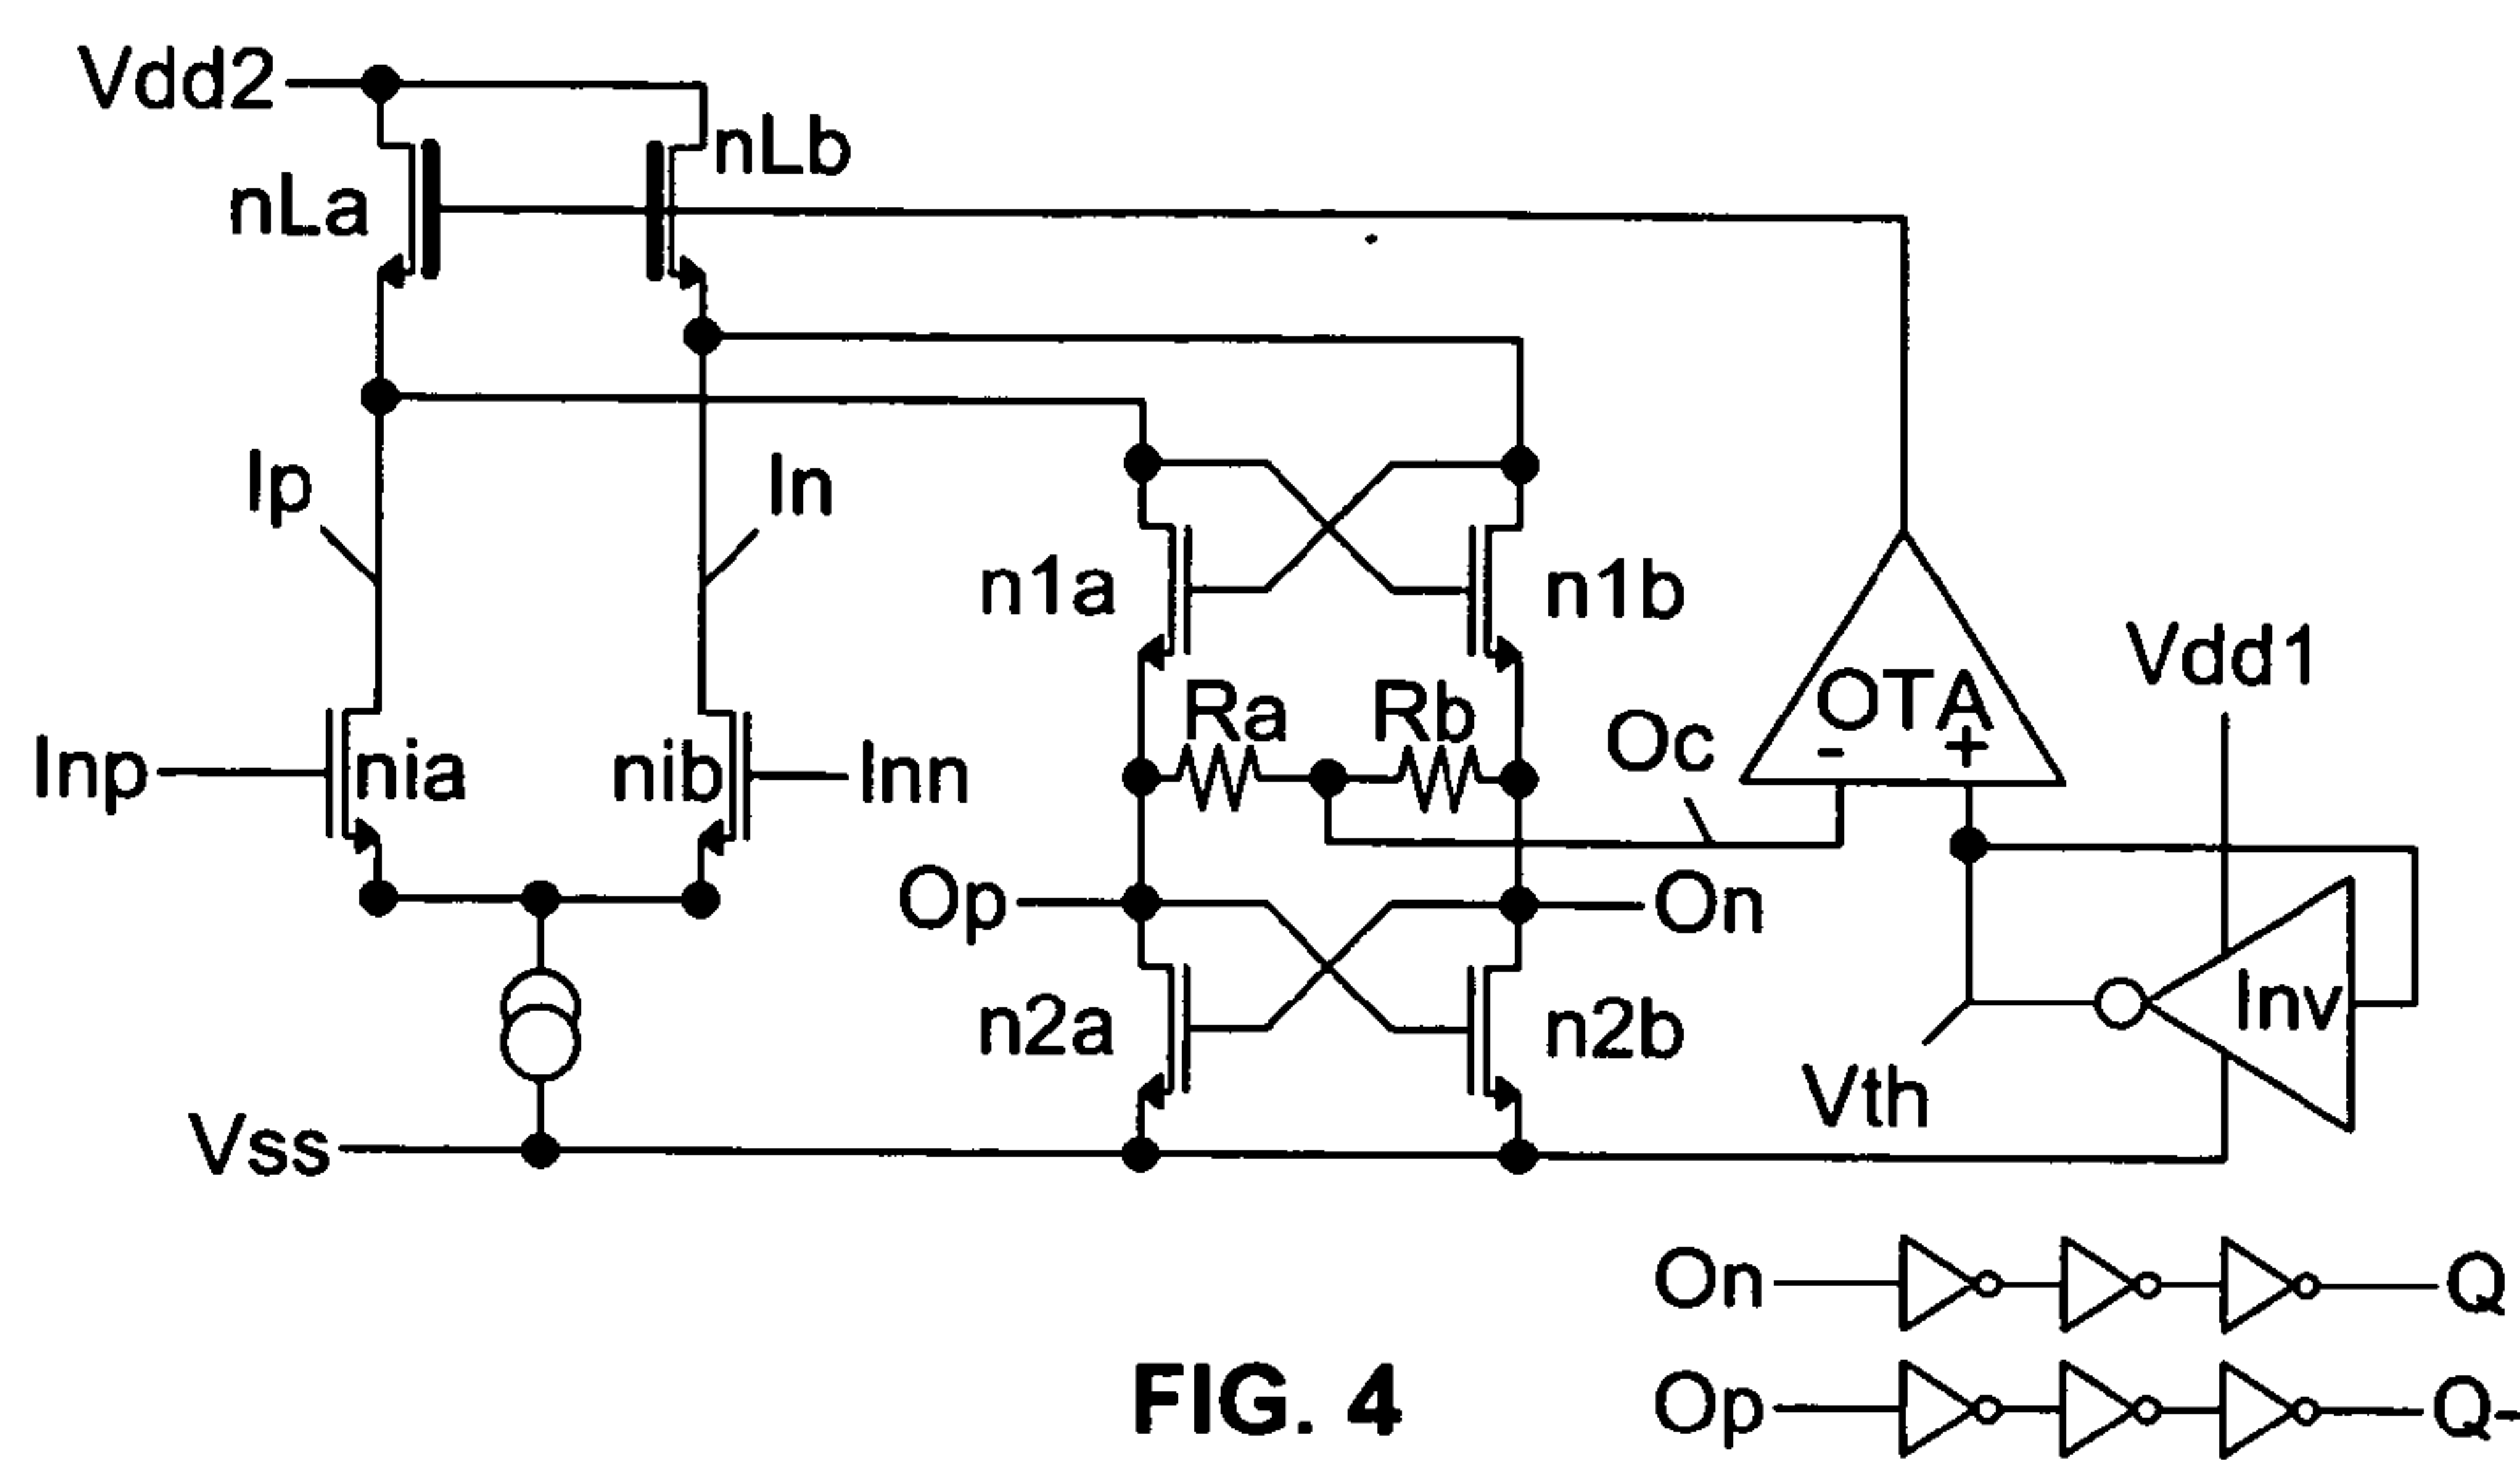 Vdd2
nLb
nLa
Ip
In
n1a
n1b
Vdd1
Ra
Rb
Oc
OTA
- +
Inp
nia
nib
Inn
Op
On
Inv
n2a
n2b
Vth
Vss
On
Q
Op
Q-
FIG. 4